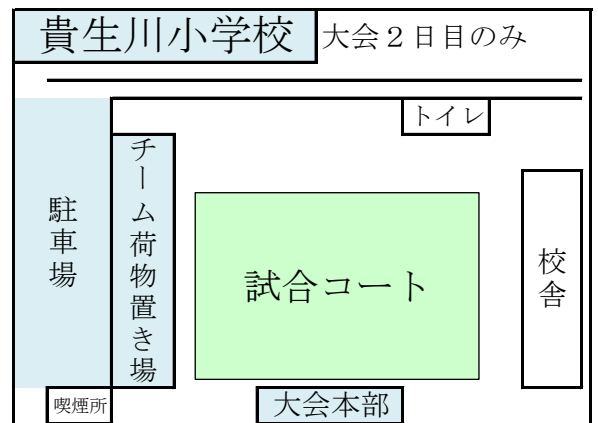 貴生川小学校 大会２日目のみ
トイレ
チーム荷物置き場
駐車場
試合コート
校舎
喫煙所
大会本部